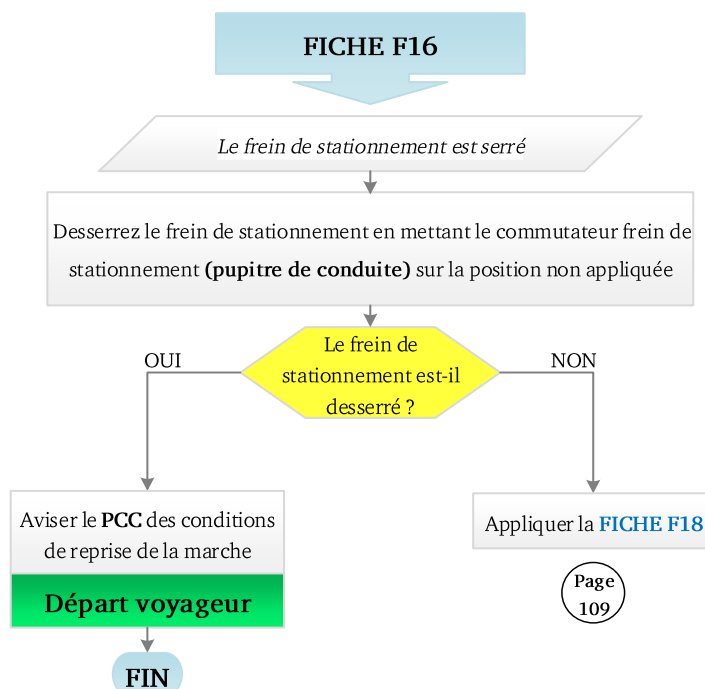 FICHE F16
Le frein de stationnement est serré
Desserrez le frein de stationnement en mettant le commutateur frein de
stationnement (pupitre de conduite) sur la position non appliquée
Le frein de
stationnement est-il
desserré ?
OUI
NON
Aviser le PCC des conditions
de reprise de la marche
Départ voyageur
FIN
Appliquer la FICHE F18
Page
109